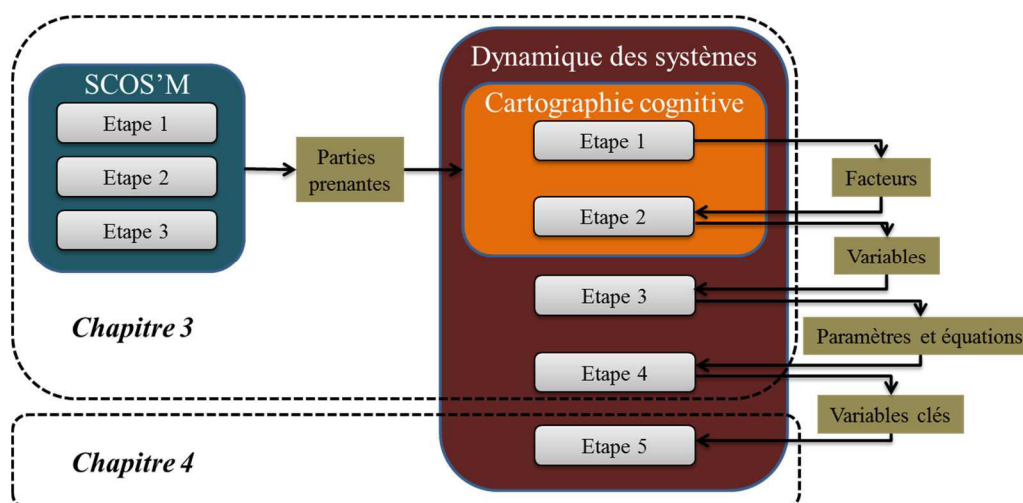 SCOS’M
Etape 1
Etape 2
Etape 3
Parties
prenantes
Dynamique des systèmes
Cartographie cognitive
Etape 1
Facteurs
Etape 2
Variables
Etape 3
Paramètres et équations
Etape 4
Variables clés
Etape 5
Chapitre 3
Chapitre 4